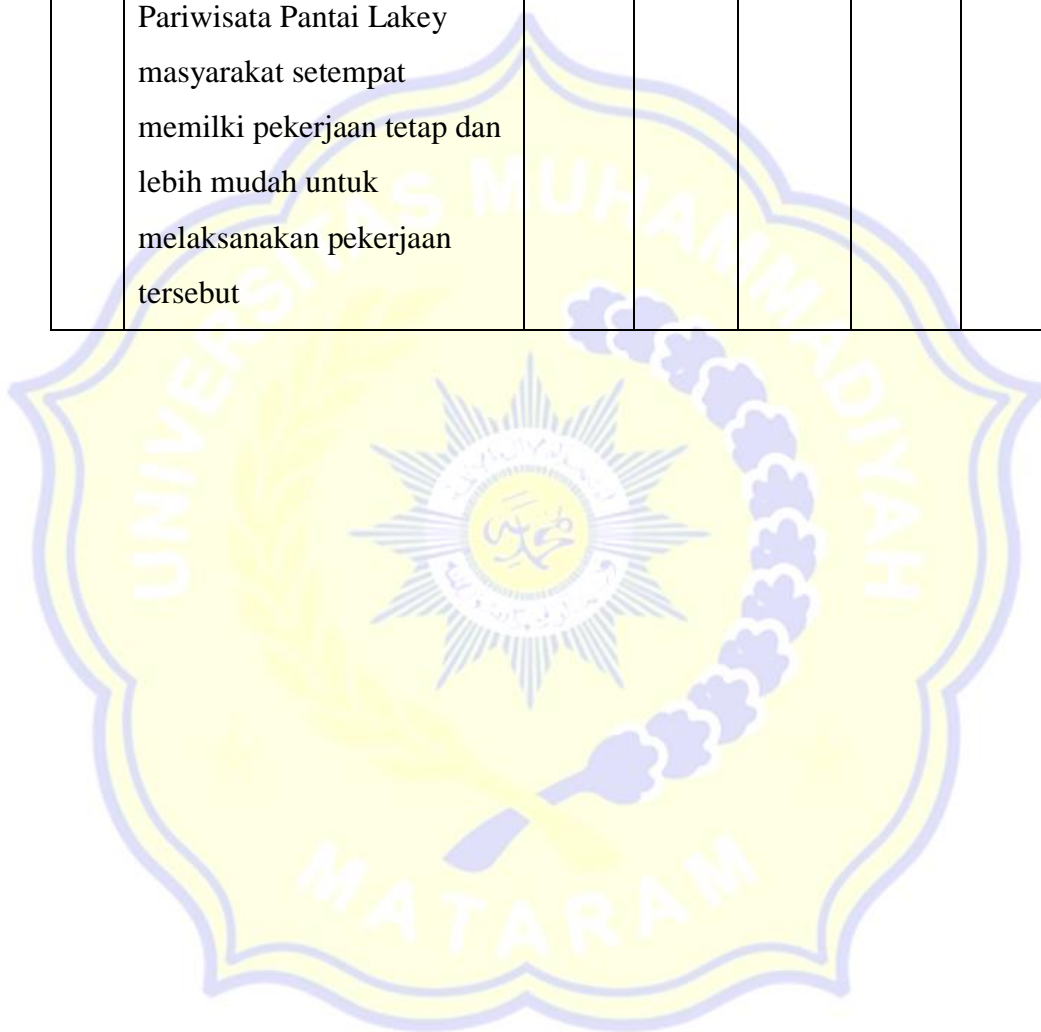 Pariwisata Pantai Lakey
masyarakat setempat
memilki pekerjaan tetap dan
lebih mudah untuk
melaksanakan pekerjaan
tersebut
UNIVERSITAS MUHAMMADIYAH
MATARAM